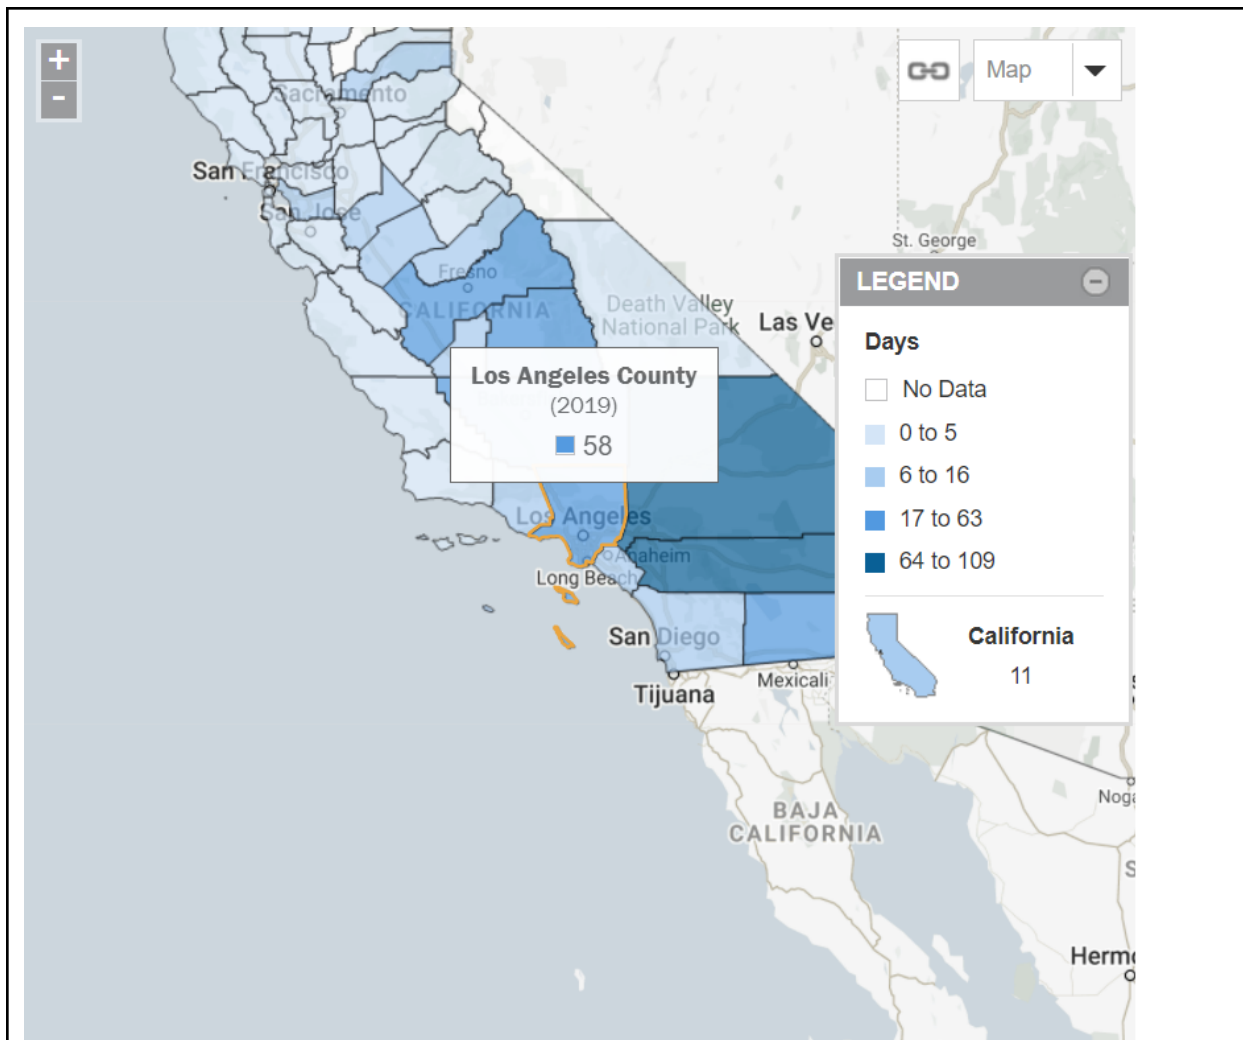 +
-
Map
Sacramento
San Francisco
San Jose
St. George
LEGEND
Fresno
CALIFORNIA
Death Valley
National Park
Las Ve
Days
Los Angeles County
(2019)
58
No Data
0 to 5
6 to 16
17 to 63
64 to 109
Los Angeles
Anaheim
Long Beach
San Diego
California
11
Mexicali
Tijuana
Noga
BAJA
CALIFORNIA
S
Hermo